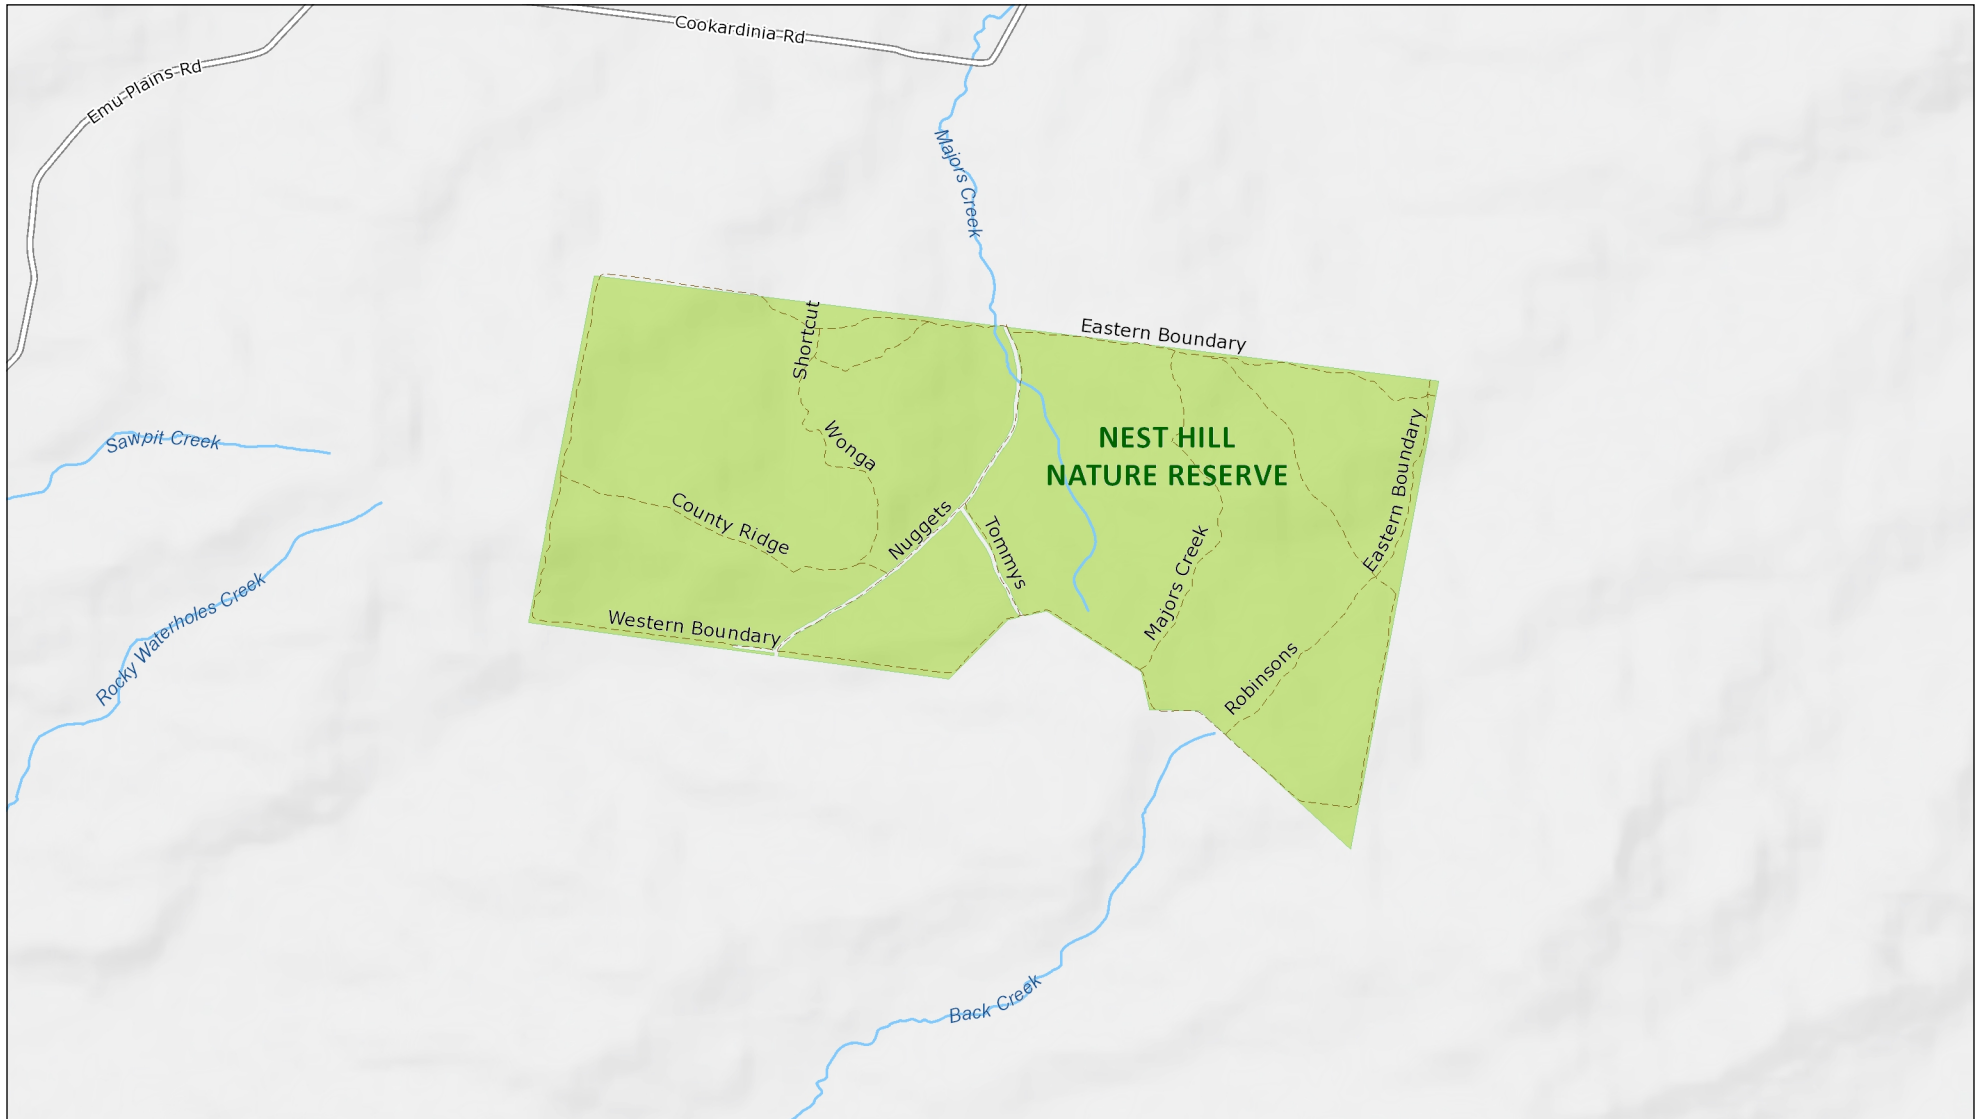 Cookardinia Rd
Emu Plains Rd
Majors Creek
Shortcut
Eastern Boundary
Sawpit Creek
Wonga
NEST HILL
NATURE RESERVE
Eastern Boundary
County Ridge
Nuggets
Tommys
Majors Creek
Rocky Waterholes Creek
Western Boundary
Robinsons
Back Creek